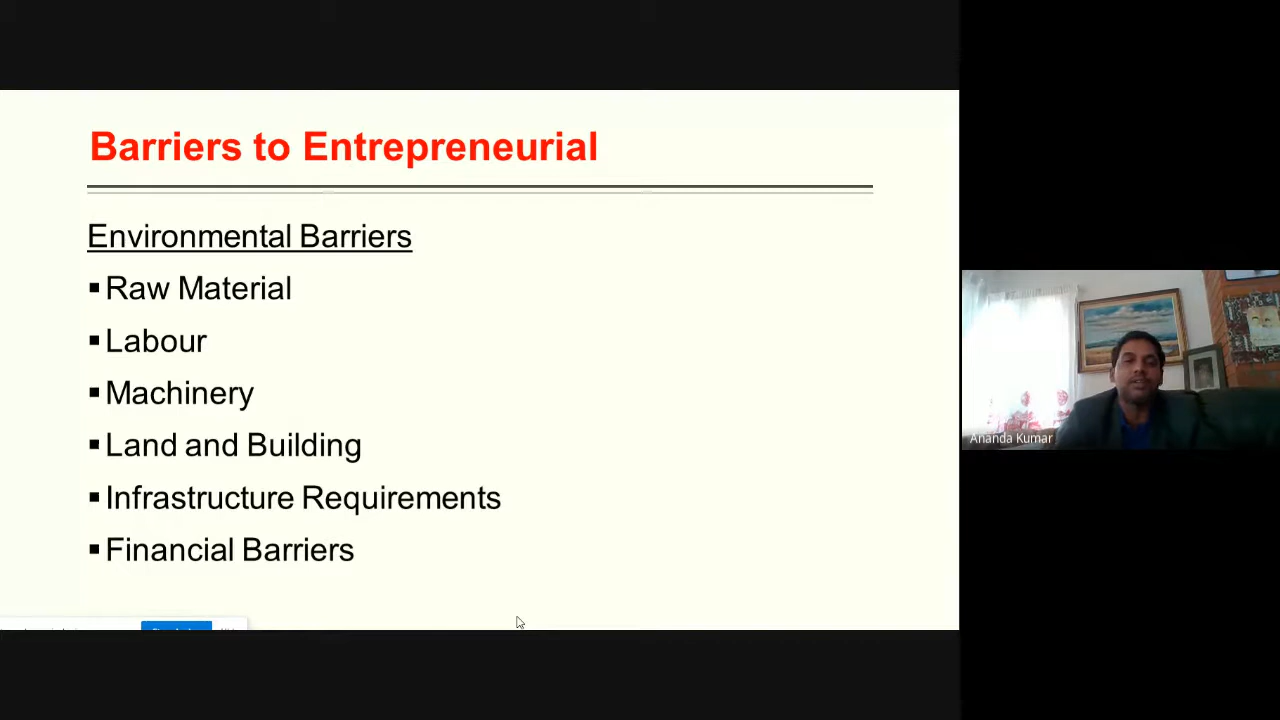 Barriers to Entrepreneurial
Environmental Barriers
▪Raw Material
▪Labour
▪Machinery
▪Land and Building
▪Infrastructure Requirements
▪Financial Barriers
Ananda Kumar